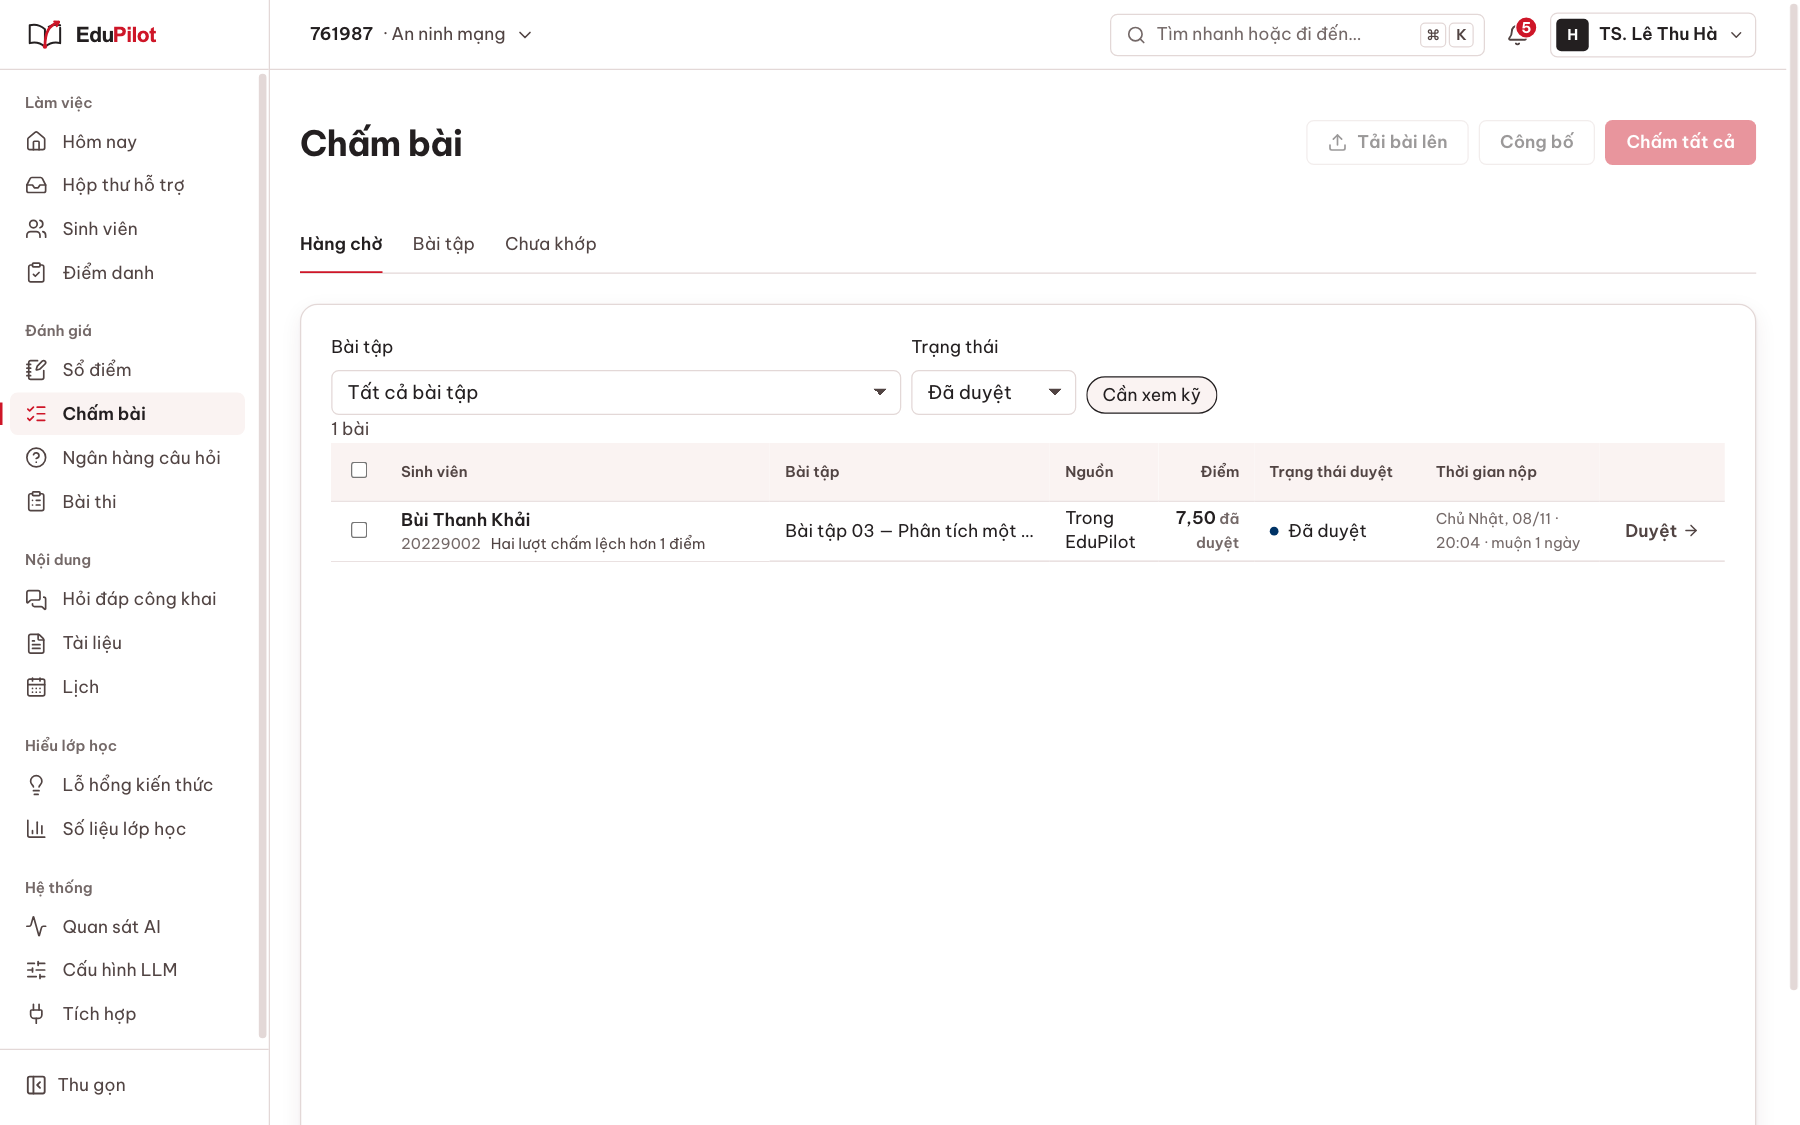 EduPilot
761987 · An ninh mạng
Tìm nhanh hoặc đi đến...
⌘ K
5
H
TS. Lê Thu Hà
Làm việc
Hôm nay
Hộp thư hỗ trợ
Sinh viên
Điểm danh
Đánh giá
Sổ điểm
Chấm bài
Ngân hàng câu hỏi
Bài thi
Nội dung
Hỏi đáp công khai
Tài liệu
Lịch
Hiểu lớp học
Lỗ hổng kiến thức
Số liệu lớp học
Hệ thống
Quan sát AI
Cấu hình LLM
Tích hợp
Thu gọn
Chấm bài
Tải bài lên
Công bố
Chấm tất cả
Hàng chờ
Bài tập
Chưa khớp
Bài tập
Trạng thái
Tất cả bài tập
Đã duyệt
Cần xem kỹ
1 bài
Sinh viên
Bài tập
Nguồn
Điểm
Trạng thái duyệt
Thời gian nộp
Bùi Thanh Khải
20229002 Hai lượt chấm lệch hơn 1 điểm
Bài tập 03 — Phân tích một ...
Trong
EduPilot
7,50 đã
duyệt
Đã duyệt
Chủ Nhật, 08/11 ·
20:04 · muộn 1 ngày
Duyệt →